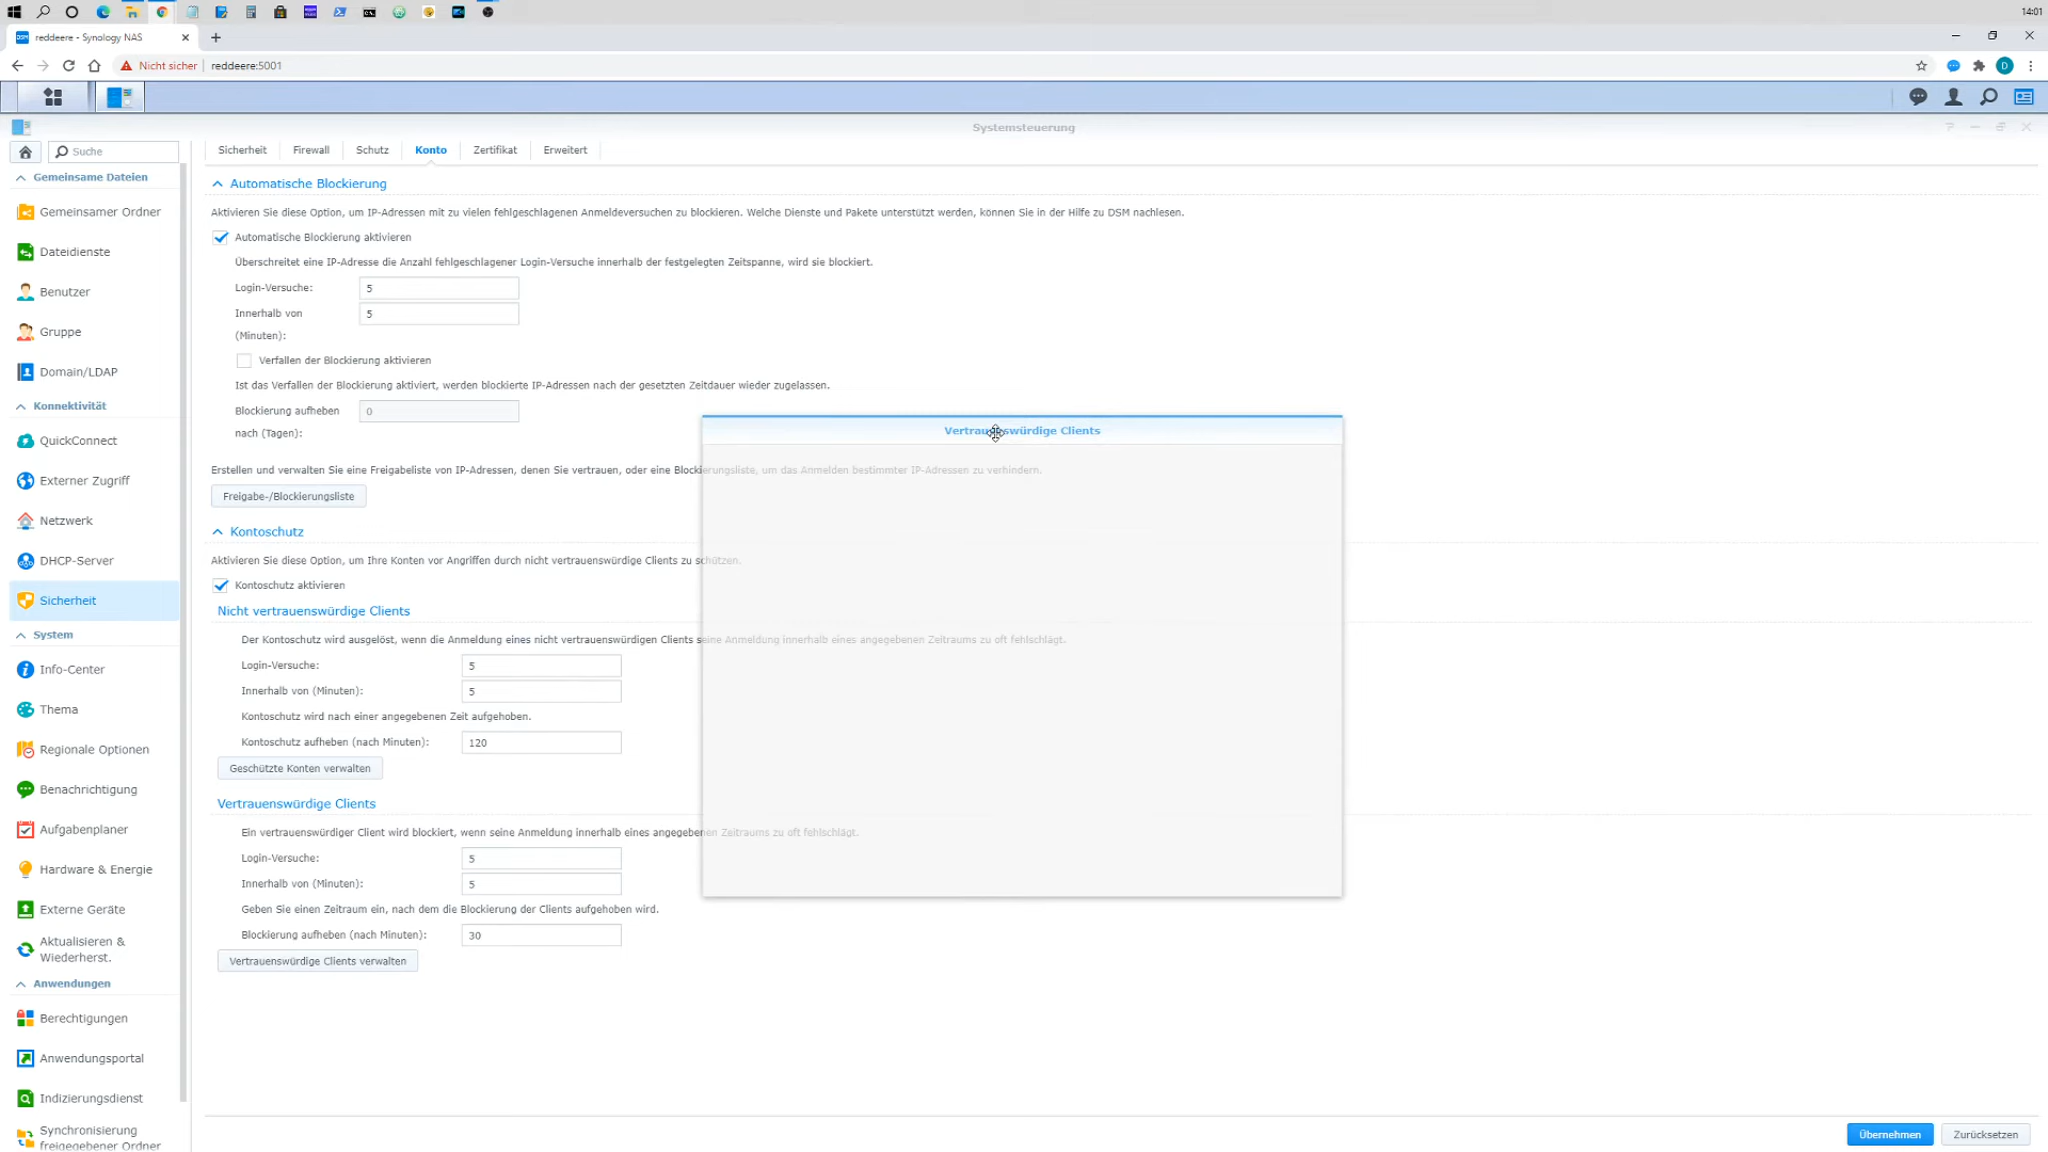 14:01
reddeere - Synology NAS
Nicht sicher
reddeere:5001
D
Systemsteuerung
Suche
Gemeinsame Dateien
Gemeinsamer Ordner
Dateidienste
Benutzer
Gruppe
Domain/LDAP
Konnektivität
QuickConnect
Externer Zugriff
Netzwerk
DHCP-Server
Sicherheit
System
Info-Center
Thema
Regionale Optionen
Benachrichtigung
Aufgabenplaner
Hardware & Energie
Externe Geräte
Aktualisieren &
Wiederherst.
Anwendungen
Berechtigungen
Anwendungsportal
Indizierungsdienst
Synchronisierung
freigegebener Ordner
Sicherheit Firewall Schutz Konto Zertifikat Erweitert
Automatische Blockierung
Aktivieren Sie diese Option, um IP-Adressen mit zu vielen fehlgeschlagenen Anmeldeversuchen zu blockieren. Welche Dienste und Pakete unterstützt werden, können Sie in der Hilfe zu DSM nachlesen.
Automatische Blockierung aktivieren
Überschreitet eine IP-Adresse die Anzahl fehlgeschlagener Login-Versuche innerhalb der festgelegten Zeitspanne, wird sie blockiert.
Login-Versuche: 5
Innerhalb von 5
(Minuten):
Verfallen der Blockierung aktivieren
Ist das Verfallen der Blockierung aktiviert, werden blockierte IP-Adressen nach der gesetzten Zeitdauer wieder zugelassen.
Blockierung aufheben 0
nach (Tagen):
Erstellen und verwalten Sie eine Freigabeliste von IP-Adressen, denen Sie vertrauen, oder eine Blockierungsliste, um das Anmelden bestimmter IP-Adressen zu verhindern.
Freigabe-/Blockierungsliste
Kontoschutz
Aktivieren Sie diese Option, um Ihre Konten vor Angriffen durch nicht vertrauenswürdige Clients zu schützen.
Kontoschutz aktivieren
Nicht vertrauenswürdige Clients
Der Kontoschutz wird ausgelöst, wenn die Anmeldung eines nicht vertrauenswürdigen Clients seine Anmeldung innerhalb eines angegebenen Zeitraums zu oft fehlschlägt.
Login-Versuche: 5
Innerhalb von (Minuten): 5
Kontoschutz wird nach einer angegebenen Zeit aufgehoben.
Kontoschutz aufheben (nach Minuten): 120
Geschützte Konten verwalten
Vertrauenswürdige Clients
Ein vertrauenswürdiger Client wird blockiert, wenn seine Anmeldung innerhalb eines angegebenen Zeitraums zu oft fehlschlägt.
Login-Versuche: 5
Innerhalb von (Minuten): 5
Geben Sie einen Zeitraum ein, nach dem die Blockierung der Clients aufgehoben wird.
Blockierung aufheben (nach Minuten): 30
Vertrauenswürdige Clients verwalten
Vertrauenswürdige Clients
Übernehmen
Zurücksetzen